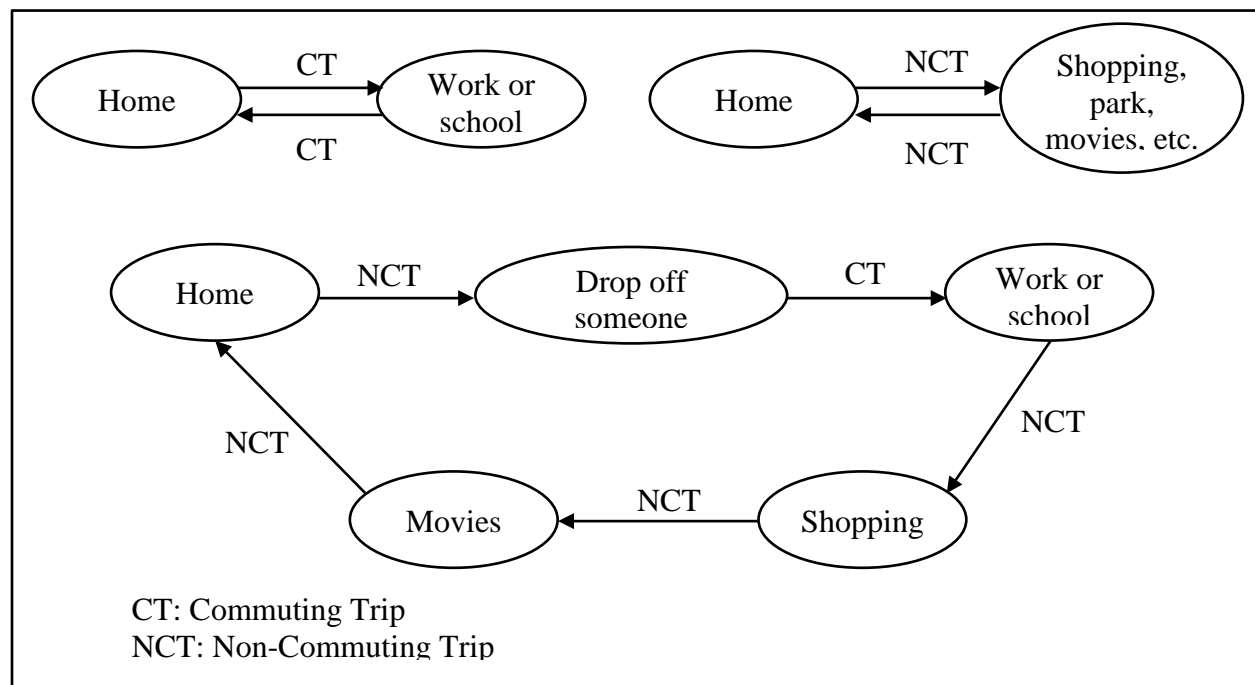 CT
NCT
Home
Work or
school
Home
Shopping,
park,
movies, etc.
CT
NCT
Home
NCT
Drop off
someone
CT
Work or
school
NCT
NCT
Movies
NCT
Shopping
CT: Commuting Trip
NCT: Non-Commuting Trip